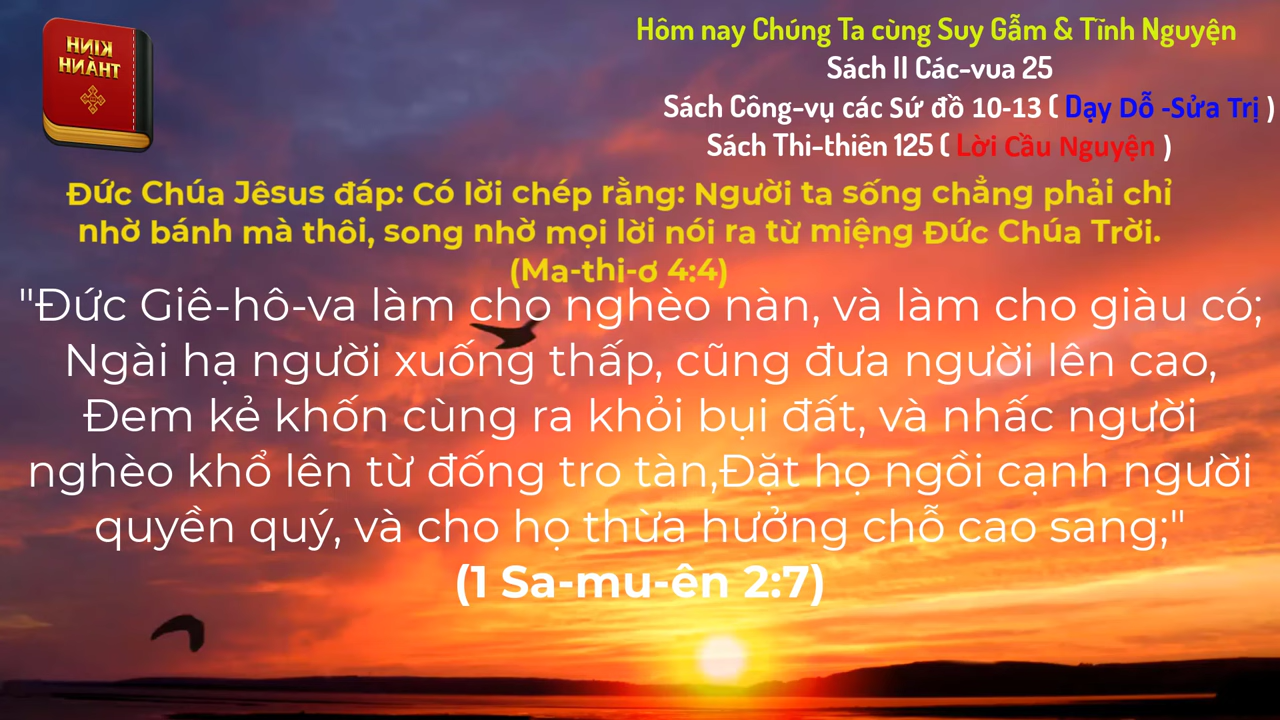 KINH
THÁNH
Hôm nay Chúng Ta cùng Suy Gẫm & Tĩnh Nguyện
Sách II Các-vua 25
Sách Công-vụ các Sứ đồ 10-13 ( Dạy Dỗ -Sửa Trị )
Sách Thi-thiên 125 ( Lời Cầu Nguyện )
Đức Chúa Jêsus đáp: Có lời chép rằng: Người ta sống chẳng phải chỉ
nhờ bánh mà thôi, song nhờ mọi lời nói ra từ miệng Đức Chúa Trời.
(Ma-thi-ơ 4:4)
"Đức Giê-hô-va làm cho nghèo nàn, và làm cho giàu có;
Ngài hạ người xuống thấp, cũng đưa người lên cao,
Đem kẻ khốn cùng ra khỏi bụi đất, và nhấc người
nghèo khổ lên từ đống tro tàn,Đặt họ ngồi cạnh người
quyền quý, và cho họ thừa hưởng chỗ cao sang;"
(1 Sa-mu-ên 2:7)